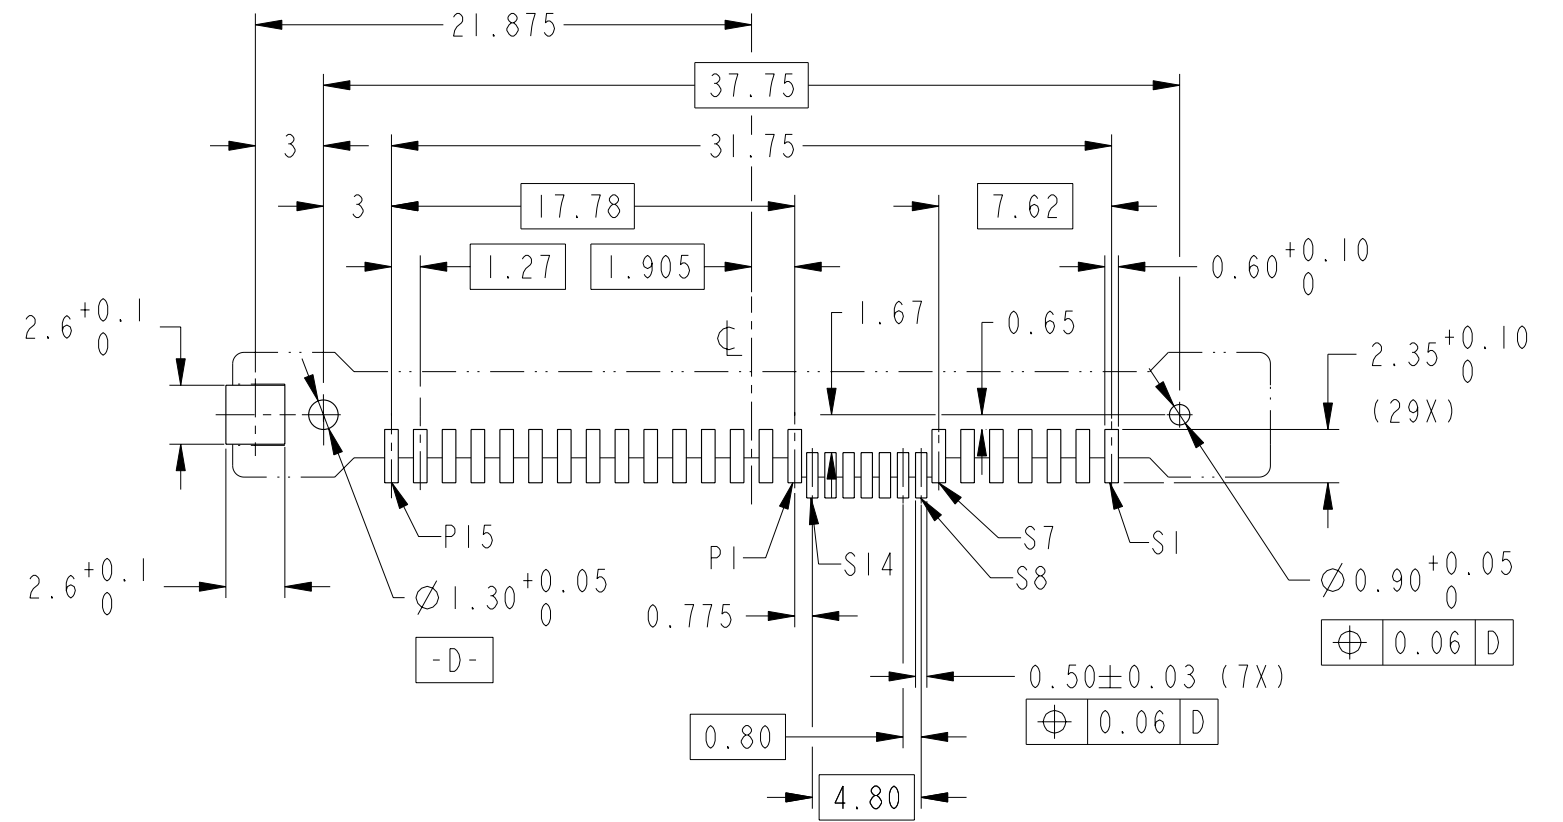 21.875
37.75
3
31.75
3
17.78
7.62
1.27
1.905
0.60 +0.10 0
2.6 +0.1 0
℄
1.67
0.65
2.35 +0.10 0
(29X)
P15
P1
S14
S7
S8
S1
2.6 +0.1 0
⌀1.30 +0.05 0
-D-
0.775
⌀0.90 +0.05 0
⌖ 0.06 D
0.50±0.03 (7X)
⌖ 0.06 D
0.80
4.80